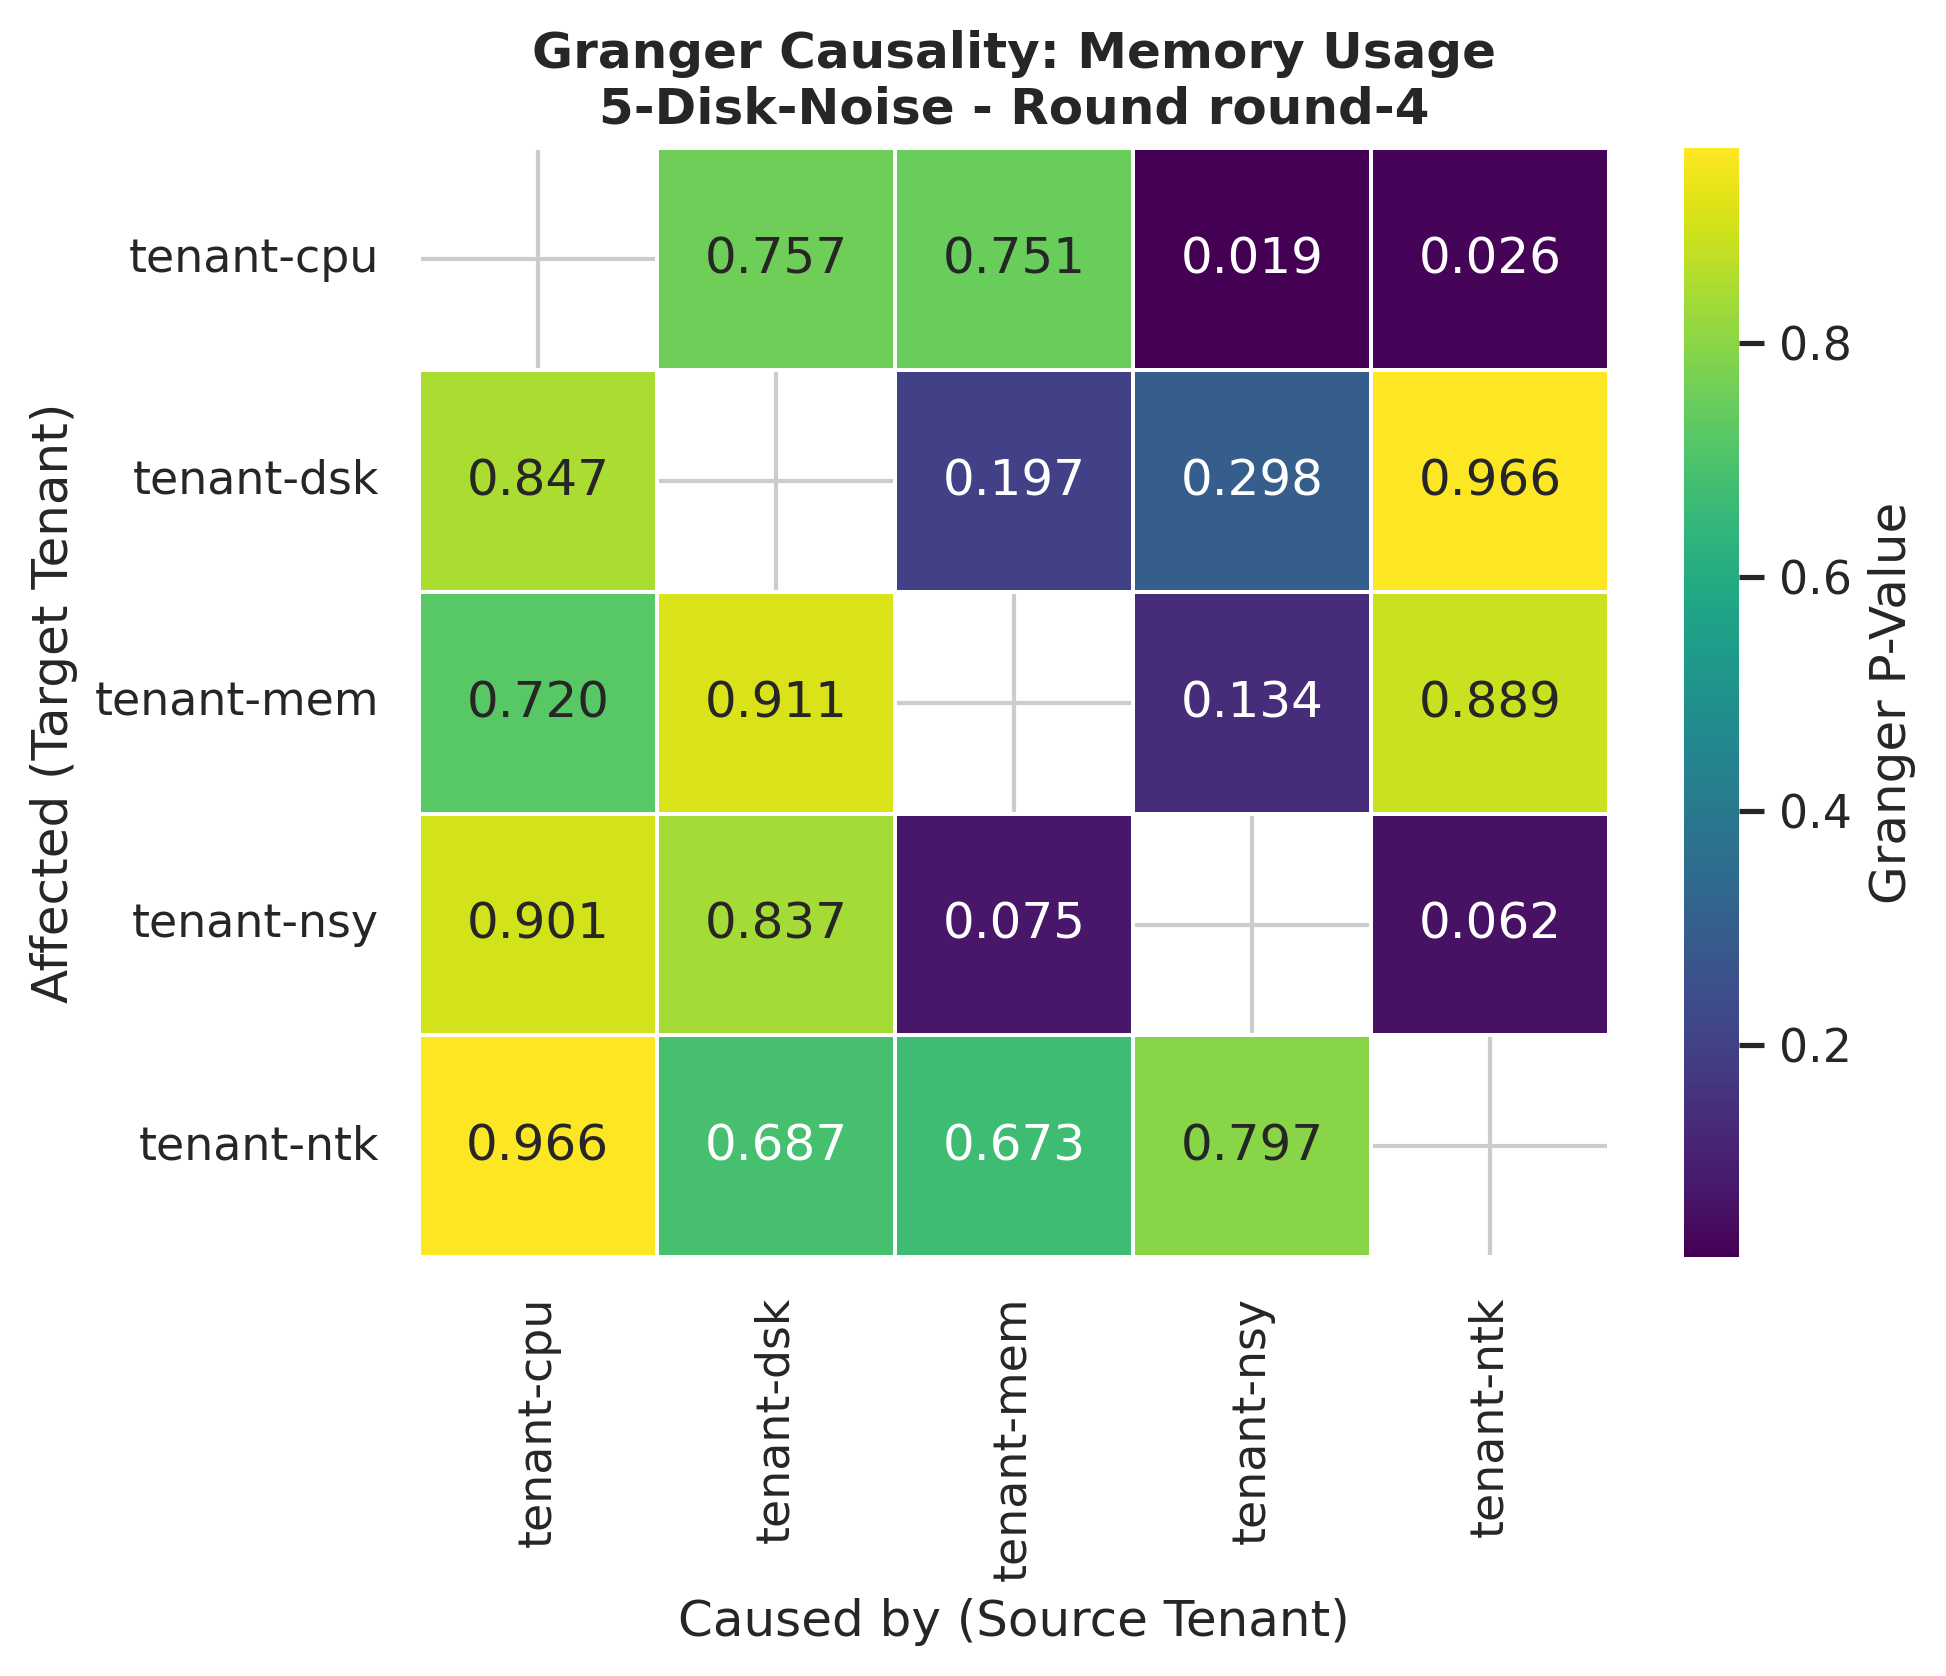 Granger Causality: Memory Usage
5-Disk-Noise - Round round-4
Affected (Target Tenant)
tenant-cpu
0.757 0.751 0.019 0.026
tenant-dsk
0.847 0.197 0.298 0.966
tenant-mem
0.720 0.911 0.134 0.889
tenant-nsy
0.901 0.837 0.075 0.062
tenant-ntk
0.966 0.687 0.673 0.797
tenant-cpu
tenant-dsk
tenant-mem
tenant-nsy
tenant-ntk
Caused by (Source Tenant)
0.8
0.6
0.4
0.2
Granger P-Value